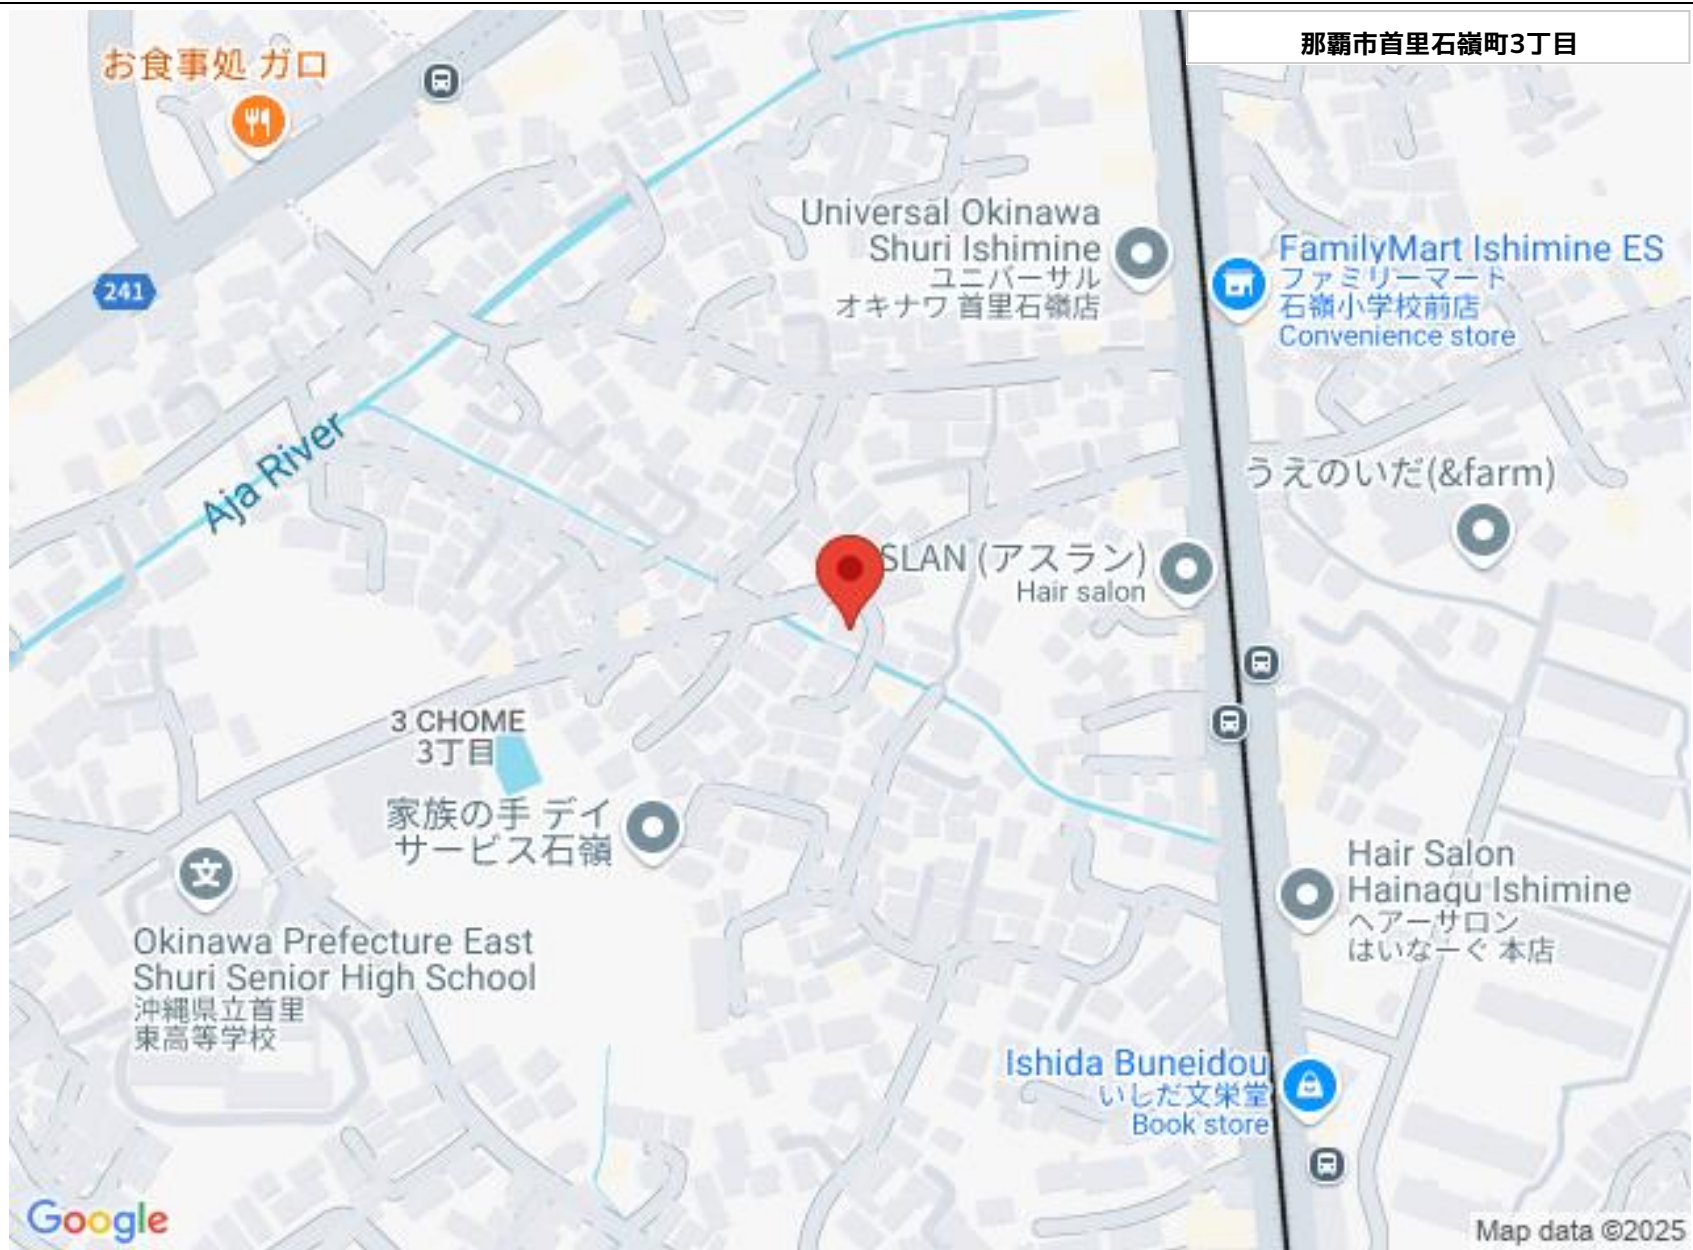 那覇市首里石嶺町3丁目
お食事処 ガロ
241
Universal Okinawa
Shuri Ishimine
ユニバーサル
オキナワ 首里石嶺店
FamilyMart Ishimine ES
ファミリーマート
石嶺小学校前店
Convenience store
Aja River
うえのいだ(&farm)
SLAN (アスラン)
Hair salon
3 CHOME
3丁目
家族の手 デイ
サービス石嶺
文
Okinawa Prefecture East
Shuri Senior High School
沖縄県立首里
東高等学校
Hair Salon
Hainagu Ishimine
ヘアーサロン
はいなーぐ 本店
Ishida Buneidou
いしだ文栄堂
Book store
Google
Map data ©2025